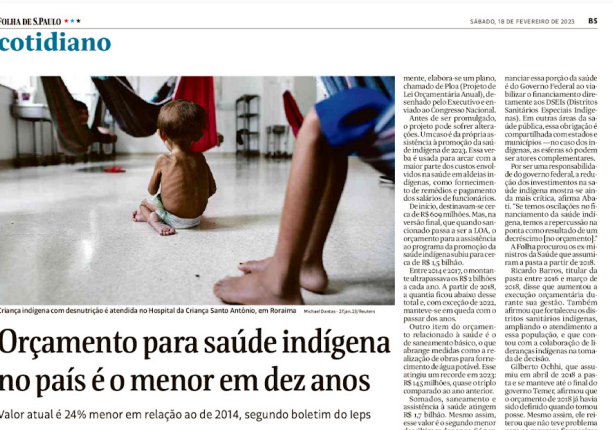 FOLHA DE S.PAULO
SÁBADO, 18 DE FEVEREIRO DE 2023 B5
cotidiano
Criança indígena com desnutrição é atendida no Hospital da Criança Santo Antônio, em Roraima
Orçamento para saúde indígena
no país é o menor em dez anos
Valor atual é 24% menor em relação ao de 2014, segundo boletim do Ieps
mente, elabora-se um plano,
chamado de Ploa (Projeto de
Lei Orçamentária Anual), de-
senhado pelo Executivo e en-
viado ao Congresso Nacional.
Antes de ser promulgado,
o projeto pode sofrer altera-
ções. Um caso é da própria as-
sistência à promoção da saú-
de indígena de 2023. Essa ver-
ba é usada para arcar com a
maior parte dos custos envol-
vidos na saúde em aldeias in-
dígenas, como fornecimen-
to de remédios e pagamento
dos salários de funcionários.
De início, destinavam-se cer-
ca de R$ 609 milhões. Mas, na
versão final, que quando san-
cionado passa a ser a LOA, o
orçamento para a assistência
ao programa da promoção da
saúde indígena subiu para cer-
ca de R$ 1,5 bilhão.
Entre 2014 e 2017, o montan-
te ultrapassava os R$ 2 bilhões
a cada ano. A partir de 2018,
a quantia ficou abaixo desse
total e, com exceção de 2022,
manteve-se em queda com o
passar dos anos.
Outro item do orçamen-
to relacionado à saúde é o
de saneamento básico, o que
abrange medidas como a rea-
lização de obras para forneci-
mento de água potável. Esse
atingiu um recorde em 2023:
R$ 145 milhões, quase o triplo
comparado ao ano anterior.
Somados, saneamento e
assistência à saúde atingem
R$ 1,7 bilhão. Mesmo assim,
esse valor é o segundo menor
nanciar essa porção da saúde
é do Governo Federal ao via-
bilizar o financiamento dire-
tamente aos DSEIs (Distritos
Sanitários Especiais Indíge-
nas). Em outras áreas da saú-
de pública, essa obrigação é
compartilhada com estados e
municípios —no caso dos in-
dígenas, as esferas só podem
ser atores complementares.
Por ser uma responsabilida-
de do governo federal, a redu-
ção dos investimentos na saú-
de indígena mostra-se ain-
da mais crítica, afirma Aba-
ti. "Se temos oscilações no fi-
nanciamento da saúde indí-
gena, temos a repercussão na
ponta como resultado de um
decréscimo [no orçamento]."
A Folha procurou os ex-mi-
nistros da Saúde que assumi-
ram a pasta a partir de 2018.
Ricardo Barros, titular da
pasta entre 2016 e março de
2018, disse que aumentou a
execução orçamentária du-
rante sua gestão. Também
afirmou que fortaleceu os dis-
tritos sanitários indígenas,
ampliando o atendimento a
essa população, e que con-
tou com a colaboração de li-
deranças indígenas na toma-
da de decisão.
Gilberto Occhi, que assu-
miu em abril de 2018 a pas-
ta e se manteve até o final do
governo Temer, afirmou que
o orçamento de 2018 já havia
sido definido quando tomou
posse. Mesmo assim, ele rei-
terou que não teve problema